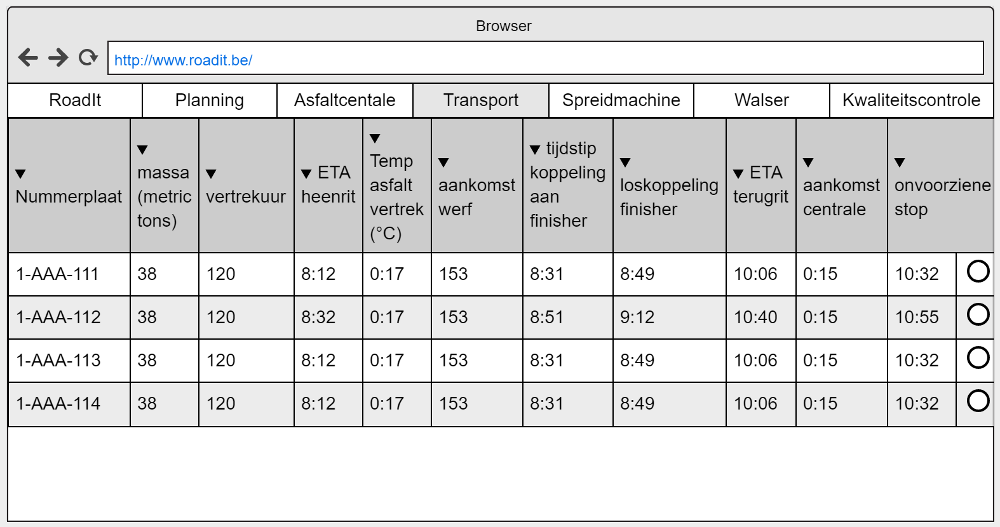 Browser
http://www.roadit.be/
RoadIt Planning Asfaltcentale Transport Spreidmachine Walser Kwaliteitscontrole
▼ Nummerplaat
▼ massa (metric tons)
▼ vertrekuur
▼ ETA heenrit
▼ Temp asfalt vertrek (°C)
▼ aankomst werf
▼ tijdstip koppeling aan finisher
▼ loskoppeling finisher
▼ ETA terugrit
▼ aankomst centrale
▼ onvoorziene stop
1-AAA-111 38 120 8:12 0:17 153 8:31 8:49 10:06 0:15 10:32
1-AAA-112 38 120 8:32 0:17 153 8:51 9:12 10:40 0:15 10:55
1-AAA-113 38 120 8:12 0:17 153 8:31 8:49 10:06 0:15 10:32
1-AAA-114 38 120 8:12 0:17 153 8:31 8:49 10:06 0:15 10:32